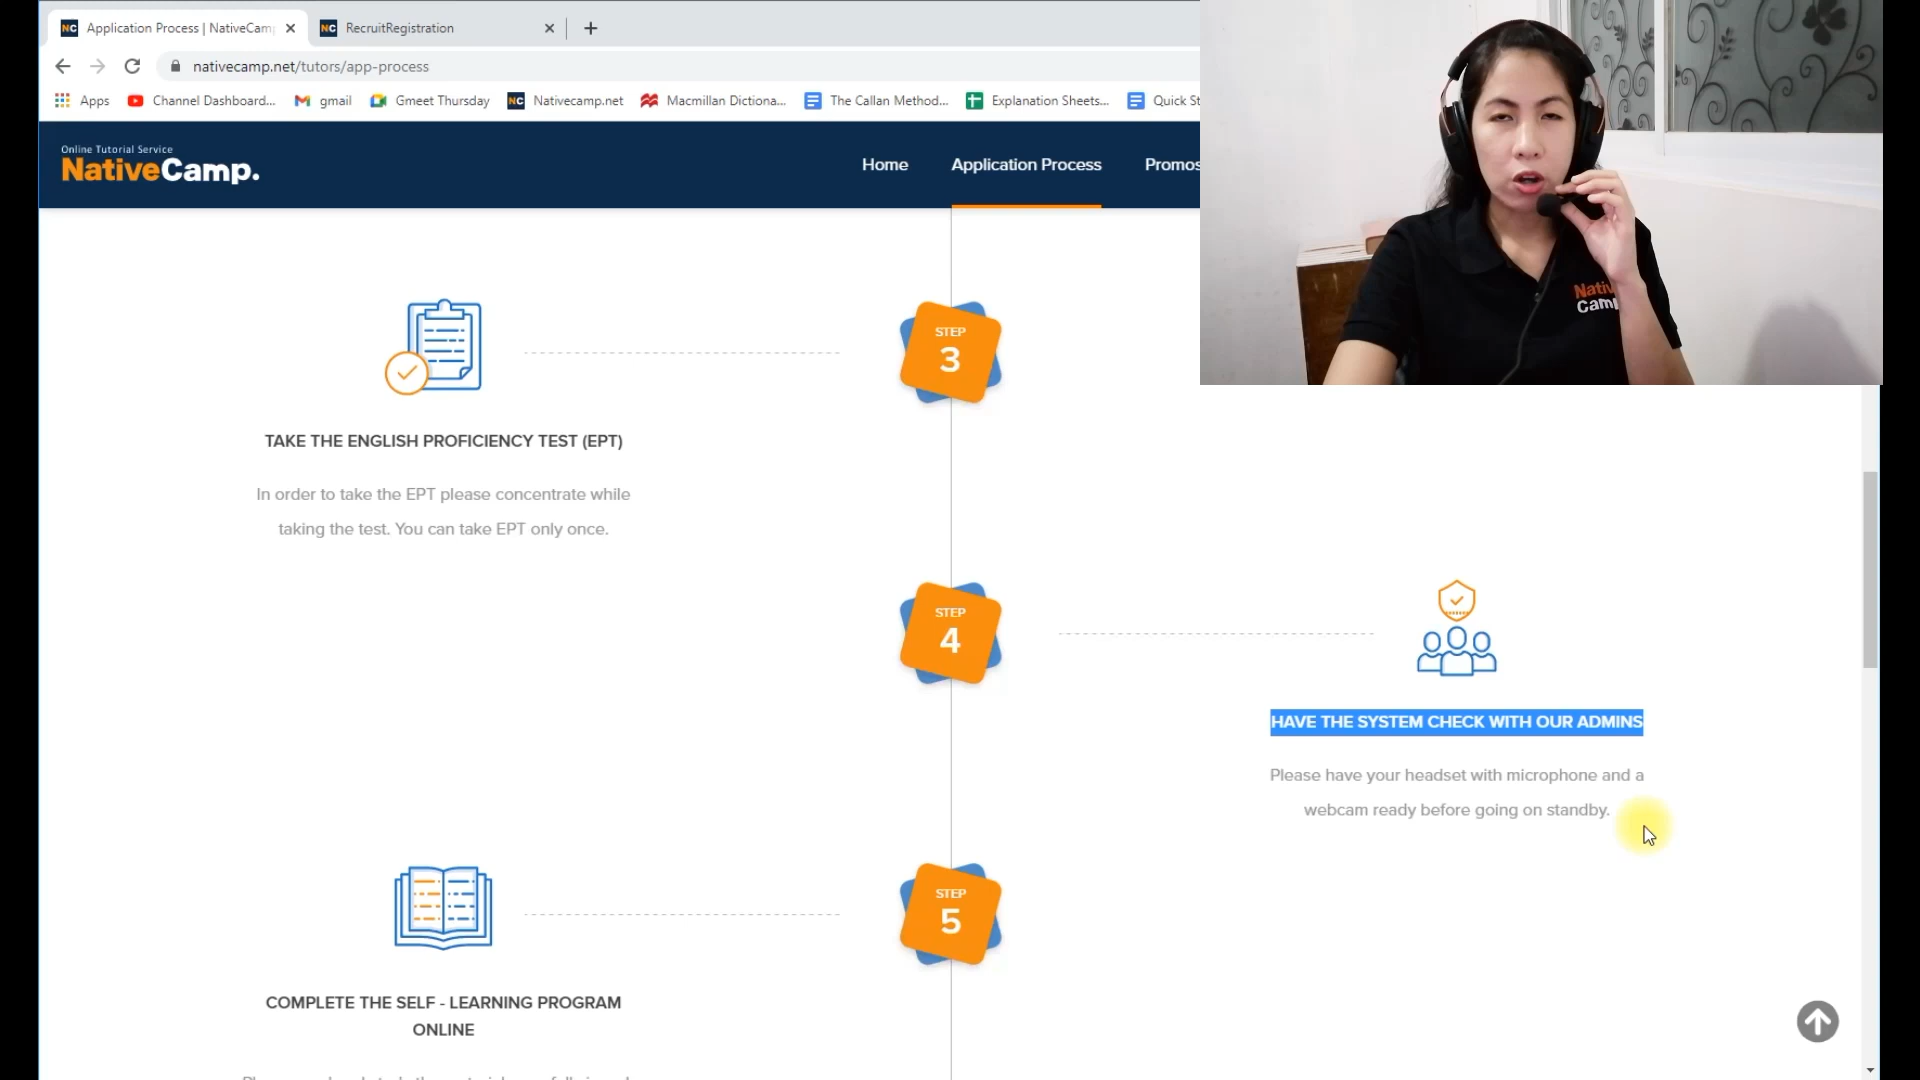 Application Process | NativeCam
RecruitRegistration
nativecamp.net/tutors/app-process
Apps
Channel Dashboard...
gmail
Gmeet Thursday
Nativecamp.net
Macmillan Dictiona...
The Callan Method...
Explanation Sheets...
Quick St
Online Tutorial Service
NativeCamp.
Home
Application Process
Promos
Nativ
Camp
STEP
3
TAKE THE ENGLISH PROFICIENCY TEST (EPT)
In order to take the EPT please concentrate while
taking the test. You can take EPT only once.
STEP
4
HAVE THE SYSTEM CHECK WITH OUR ADMINS
Please have your headset with microphone and a
webcam ready before going on standby.
STEP
5
COMPLETE THE SELF - LEARNING PROGRAM
ONLINE